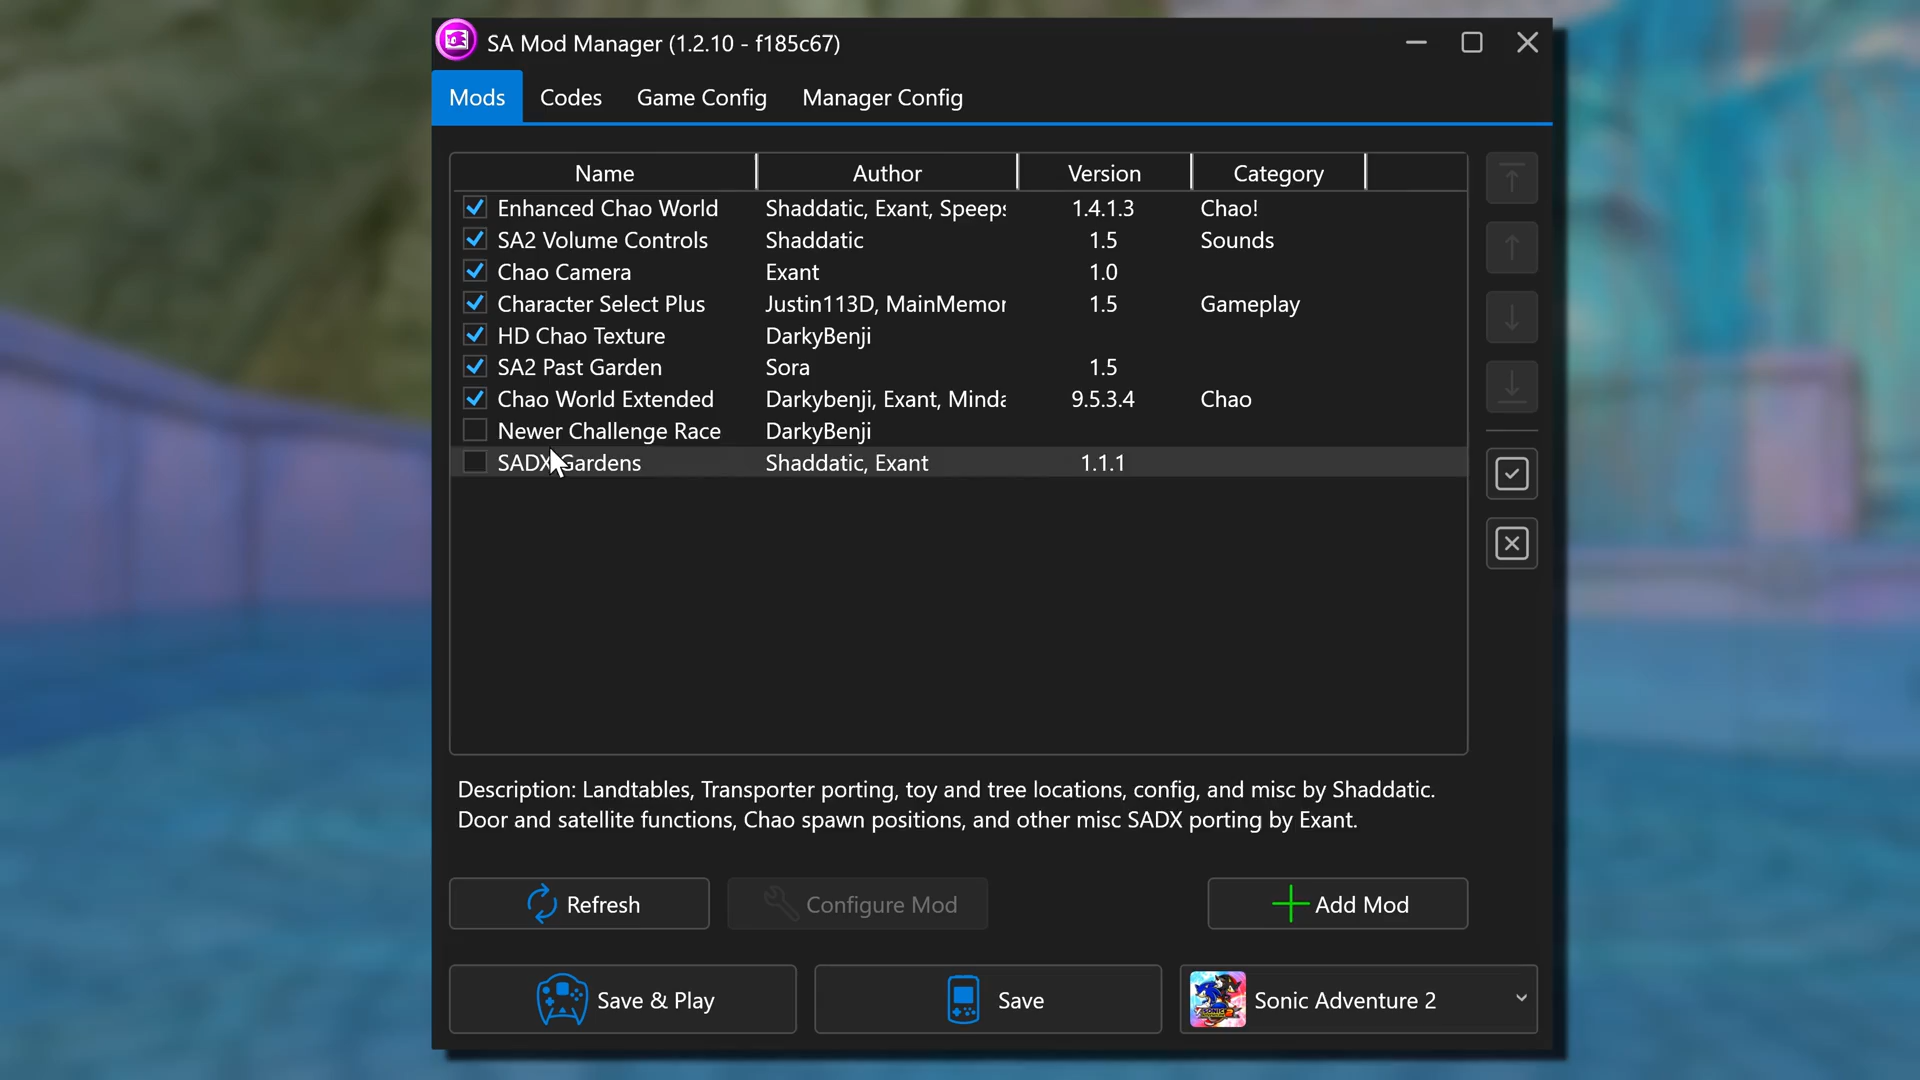 SA Mod Manager (1.2.10 - f185c67)
Mods Codes Game Config Manager Config
Name Author Version Category
Enhanced Chao World Shaddatic, Exant, Speeps 1.4.1.3 Chao!
SA2 Volume Controls Shaddatic 1.5 Sounds
Chao Camera Exant 1.0
Character Select Plus Justin113D, MainMemor 1.5 Gameplay
HD Chao Texture DarkyBenji
SA2 Past Garden Sora 1.5
Chao World Extended Darkybenji, Exant, Minda 9.5.3.4 Chao
Newer Challenge Race DarkyBenji
SADX Gardens Shaddatic, Exant 1.1.1
Description: Landtables, Transporter porting, toy and tree locations, config, and misc by Shaddatic.
Door and satellite functions, Chao spawn positions, and other misc SADX porting by Exant.
Refresh Configure Mod Add Mod
Save & Play Save Sonic Adventure 2